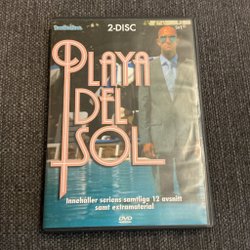 2-DISC
PLAYA
DEL
SOL
Innehåller seriens samtliga 12 avsnitt
samt extramaterial
DVD